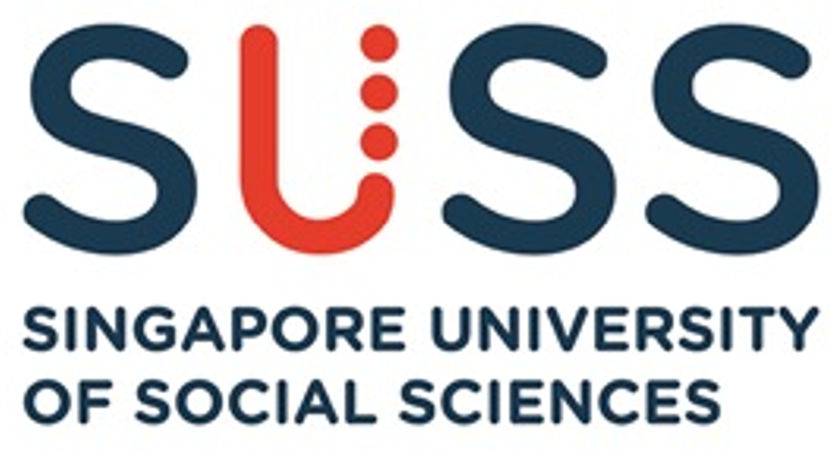 SUSS
SINGAPORE UNIVERSITY
OF SOCIAL SCIENCES